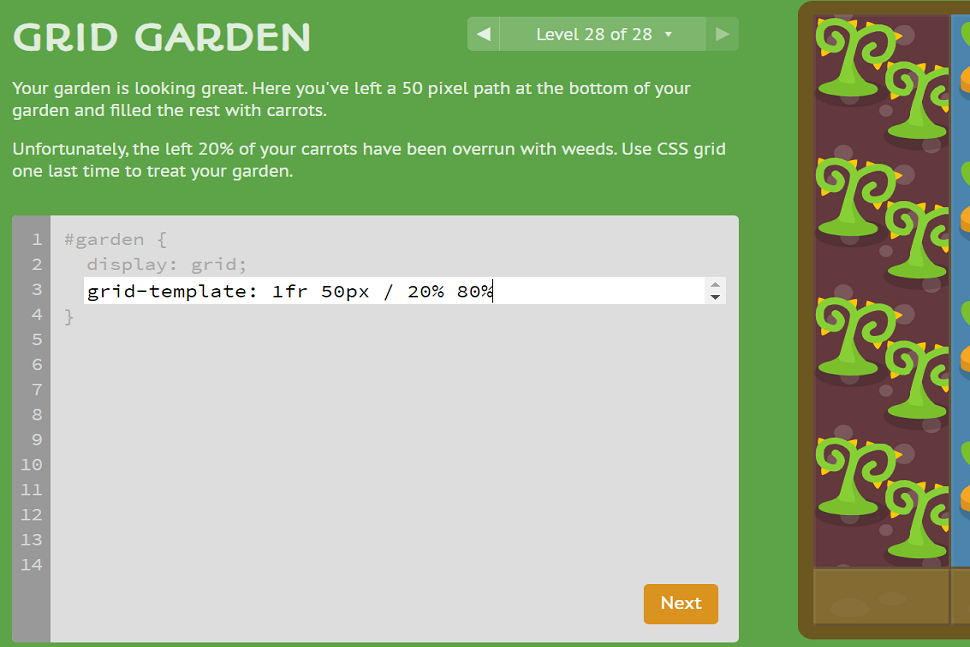 GRID GARDEN
◀ Level 28 of 28 ▼ ▶
Your garden is looking great. Here you've left a 50 pixel path at the bottom of your
garden and filled the rest with carrots.
Unfortunately, the left 20% of your carrots have been overrun with weeds. Use CSS grid
one last time to treat your garden.
1 #garden {
2 display: grid;
3 grid-template: 1fr 50px / 20% 80%
4 }
5
6
7
8
9
10
11
12
13
14
Next